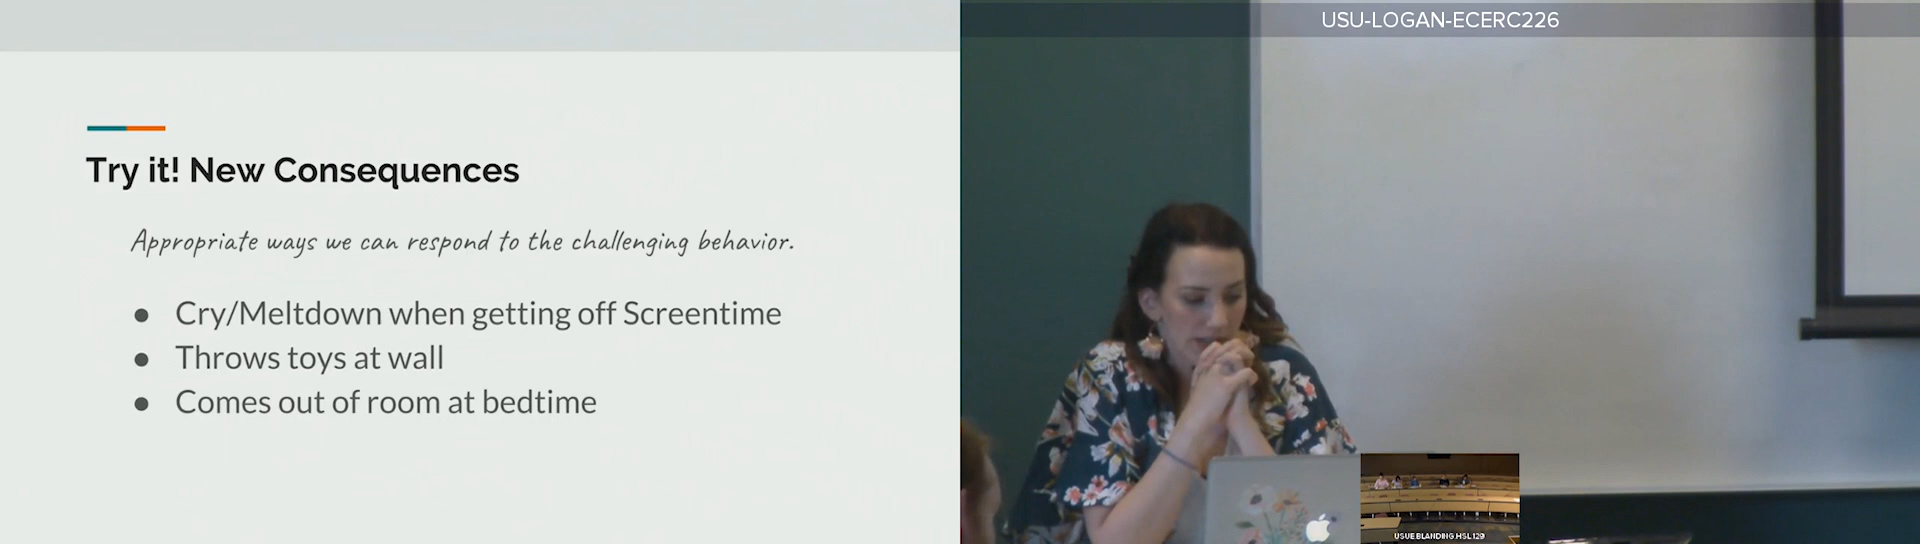 Try it! New Consequences
Appropriate ways we can respond to the challenging behavior.
● Cry/Meltdown when getting off Screentime
● Throws toys at wall
● Comes out of room at bedtime
USU-LOGAN-ECERC226
USUE.BLANDING.HSL.129